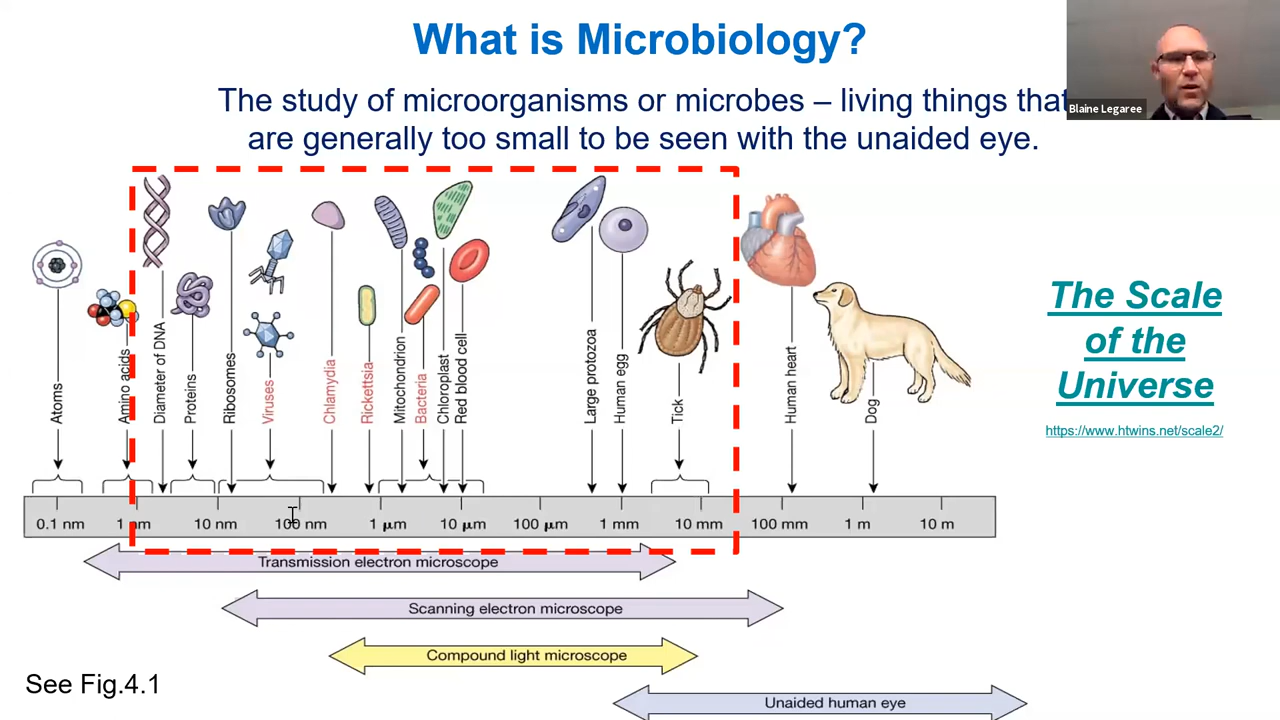 What is Microbiology?
The study of microorganisms or microbes – living things that
are generally too small to be seen with the unaided eye.
Blaine Legaree
Atoms
Amino acids
Diameter of DNA
Proteins
Ribosomes
Viruses
Chlamydia
Rickettsia
Mitochondrion
Bacteria
Chloroplast
Red blood cell
Large protozoa
Human egg
Tick
Human heart
Dog
The Scale
of the
Universe
https://www.htwins.net/scale2/
0.1 nm 1 nm 10 nm 100 nm 1 μm 10 μm 100 μm 1 mm 10 mm 100 mm 1 m 10 m
Transmission electron microscope
Scanning electron microscope
Compound light microscope
Unaided human eye
See Fig.4.1